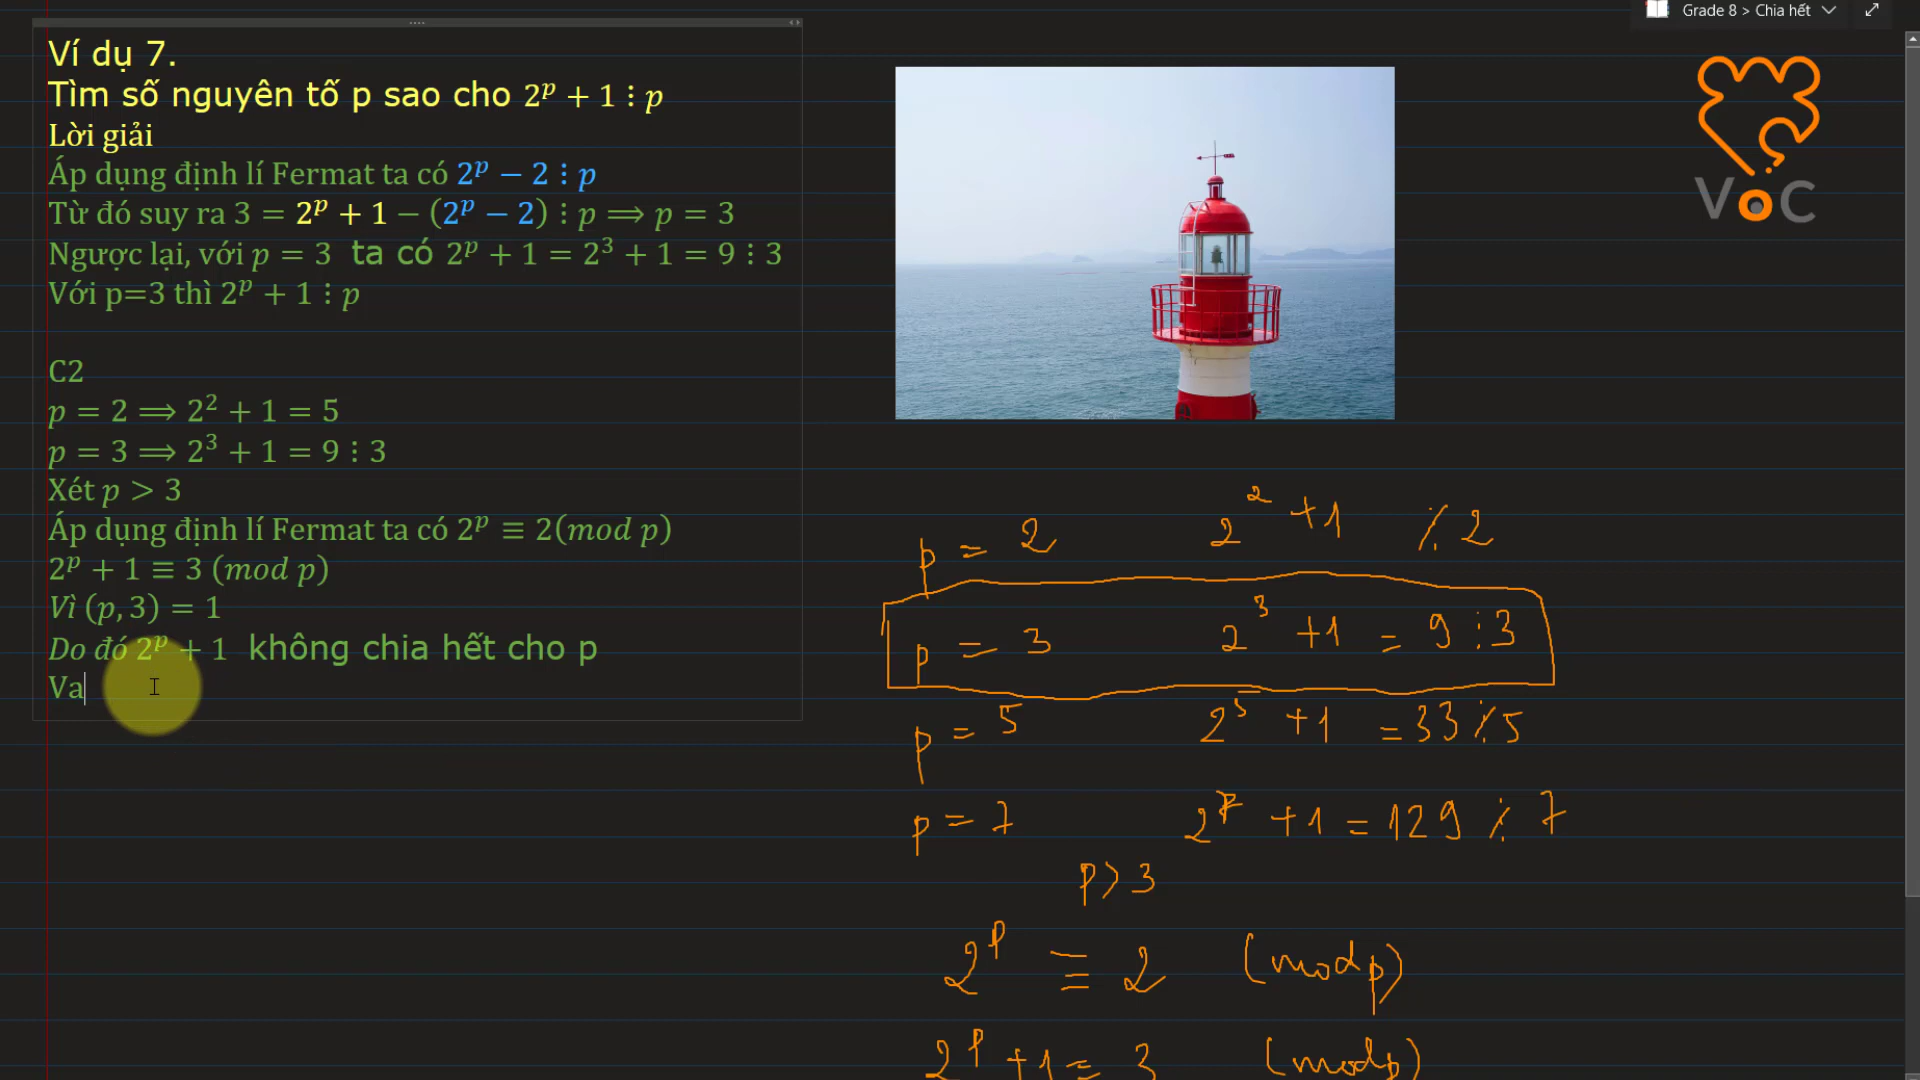 Grade 8 > Chia hết
Ví dụ 7.
Tìm số nguyên tố p sao cho 2ᵖ + 1 ⋮ p
Lời giải
Áp dụng định lí Fermat ta có 2ᵖ − 2 ⋮ p
Từ đó suy ra 3 = 2ᵖ + 1 − (2ᵖ − 2) ⋮ p ⟹ p = 3
Ngược lại, với p = 3 ta có 2ᵖ + 1 = 2³ + 1 = 9 ⋮ 3
Với p=3 thì 2ᵖ + 1 ⋮ p
C2
p = 2 ⟹ 2² + 1 = 5
p = 3 ⟹ 2³ + 1 = 9 ⋮ 3
Xét p > 3
Áp dụng định lí Fermat ta có 2ᵖ ≡ 2(mod p)
2ᵖ + 1 ≡ 3 (mod p)
Vì (p, 3) = 1
Do đó 2ᵖ + 1 không chia hết cho p
Va
VOC
p = 2 2² + 1 ⋮̸ 2
p = 3 2³ + 1 = 9 ⋮ 3
p = 5 2⁵ + 1 = 33 ⋮̸ 5
p = 7 2⁷ + 1 = 129 ⋮̸ 7
p > 3
2ᵖ ≡ 2 (mod p)
2ᵖ + 1 ≡ 3 (mod p)